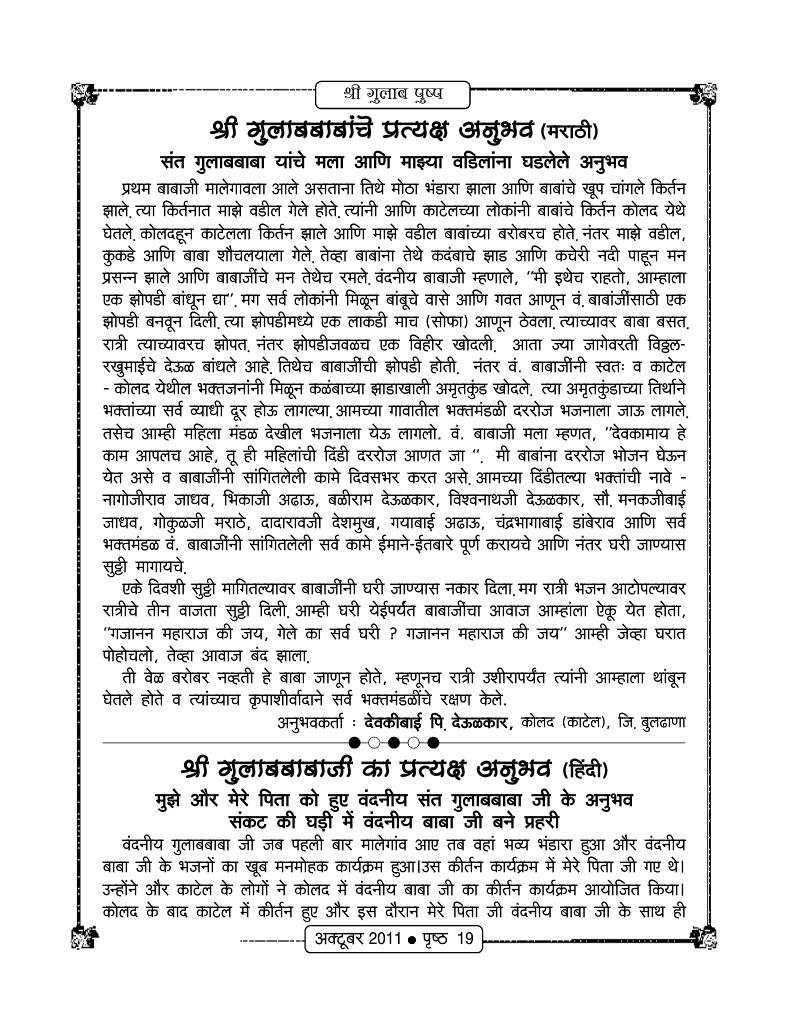 श्री गुलाब पुष्प
श्री गुलाबबाबांचे प्रत्यक्ष अनुभव (मराठी)
संत गुलाबबाबा यांचे मला आणि माझ्या वडिलांना घडलेले अनुभव
प्रथम बाबाजी मालेगावला आले असताना तिथे मोठा भंडारा झाला आणि बाबांचे खूप चांगले किर्तन
झाले. त्या किर्तनात माझे वडील गेले होते. त्यांनी आणि काटेलच्या लोकांनी बाबांचे किर्तन कोलद येथे
घेतले. कोलदहून काटेलला किर्तन झाले आणि माझे वडील बाबांच्या बरोबरच होते. नंतर माझे वडील,
कुकडे आणि बाबा शौचलयाला गेले. तेव्हा बाबांना तेथे कदंबाचे झाड आणि कचेरी नदी पाहून मन
प्रसन्न झाले आणि बाबाजींचे मन तेथेच रमले. वंदनीय बाबाजी म्हणाले, ”मी इथेच राहतो, आम्हाला
एक झोपडी बांधून द्या”. मग सर्व लोकांनी मिळून बांबूचे वासे आणि गवत आणून वं. बाबांजींसाठी एक
झोपडी बनवून दिली. त्या झोपडीमध्ये एक लाकडी माच (सोफा) आणून ठेवला. त्याच्यावर बाबा बसत.
रात्री त्याच्यावरच झोपत. नंतर झोपडीजवळच एक विहीर खोदली. आता ज्या जागेवरती विठ्ठल-
रखुमाईचे देऊळ बांधले आहे. तिथेच बाबाजींची झोपडी होती. नंतर वं. बाबाजींनी स्वतः व काटेल
- कोलद येथील भक्तजनांनी मिळून कळंबाच्या झाडाखाली अमृतकुंड खोदले. त्या अमृतकुंडाच्या तिर्थाने
भक्तांच्या सर्व व्याधी दूर होऊ लागल्या. आमच्या गावातील भक्तमंडळी दररोज भजनाला जाऊ लागले.
तसेच आम्ही महिला मंडळ देखील भजनाला येऊ लागलो. वं. बाबाजी मला म्हणत, ”देवकामाय हे
काम आपलच आहे, तू ही महिलांची दिंडी दररोज आणत जा “. मी बाबांना दररोज भोजन घेऊन
येत असे व बाबाजींनी सांगितलेली कामे दिवसभर करत असे. आमच्या दिंडीतल्या भक्तांची नावे -
नागोजीराव जाधव, भिकाजी अढाऊ, बळीराम देऊळकार, विश्वनाथजी देऊळकार, सौ. मनकजीबाई
जाधव, गोकुळजी मराठे, दादारावजी देशमुख, गयाबाई अढाऊ, चंद्रभागाबाई डांबेराव आणि सर्व
भक्तमंडळ वं. बाबाजींनी सांगितलेली सर्व कामे ईमाने-ईतबारे पूर्ण करायचे आणि नंतर घरी जाण्यास
सुट्टी मागायचे.
एके दिवशी सुट्टी मागितल्यावर बाबाजींनी घरी जाण्यास नकार दिला. मग रात्री भजन आटोपल्यावर
रात्रीचे तीन वाजता सुट्टी दिली. आम्ही घरी येईपर्यंत बाबाजींचा आवाज आम्हांला ऐकू येत होता,
”गजानन महाराज की जय, गेले का सर्व घरी ? गजानन महाराज की जय” आम्ही जेव्हा घरात
पोहोचलो, तेव्हा आवाज बंद झाला.
ती वेळ बरोबर नव्हती हे बाबा जाणून होते, म्हणूनच रात्री उशीरापर्यंत त्यांनी आम्हाला थांबून
घेतले होते व त्यांच्याच कृपाशीर्वादाने सर्व भक्तमंडळींचे रक्षण केले.
अनुभवकर्ता : देवकीबाई पि. देऊळकार, कोलद (काटेल), जि. बुलढाणा
श्री गुलाबबाबाजी का प्रत्यक्ष अनुभव (हिंदी)
मुझे और मेरे पिता को हुए वंदनीय संत गुलाबबाबा जी के अनुभव
संकट की घड़ी में वंदनीय बाबा जी बने प्रहरी
वंदनीय गुलाबबाबा जी जब पहली बार मालेगांव आए तब वहां भव्य भंडारा हुआ और वंदनीय
बाबा जी के भजनों का खूब मनमोहक कार्यक्रम हुआ।उस कीर्तन कार्यक्रम में मेरे पिता जी गए थे।
उन्होंने और काटेल के लोगों ने कोलद में वंदनीय बाबा जी का कीर्तन कार्यक्रम आयोजित किया।
कोलद के बाद काटेल में कीर्तन हुए और इस दौरान मेरे पिता जी वंदनीय बाबा जी के साथ ही
अक्टूबर 2011 ● पृष्ठ 19